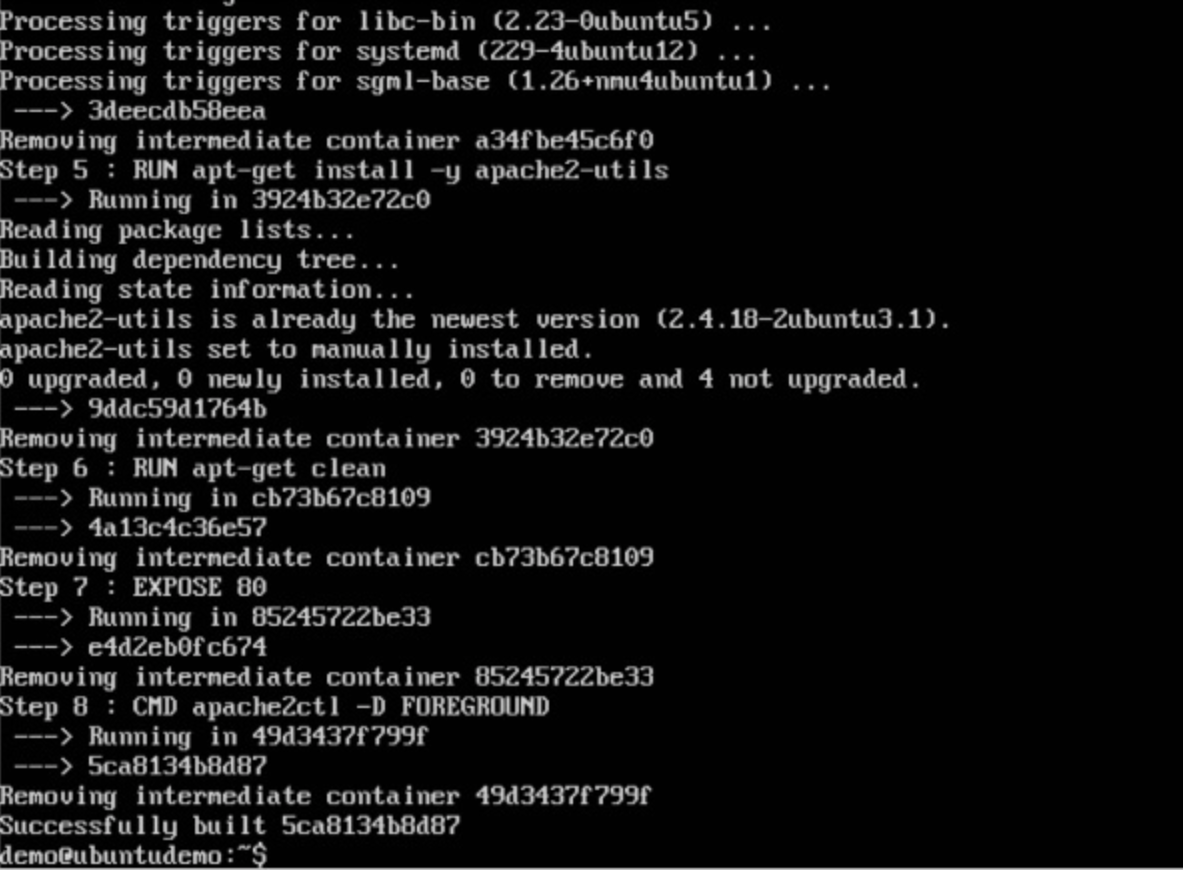 Processing triggers for libc-bin (2.23-0ubuntu5) ...
Processing triggers for systemd (229-4ubuntu12) ...
Processing triggers for sgml-base (1.26+nmu4ubuntu1) ...
 ---> 3deecdb58eea
Removing intermediate container a34fbe45c6f0
Step 5 : RUN apt-get install -y apache2-utils
 ---> Running in 3924b32e72c0
Reading package lists...
Building dependency tree...
Reading state information...
apache2-utils is already the newest version (2.4.18-2ubuntu3.1).
apache2-utils set to manually installed.
0 upgraded, 0 newly installed, 0 to remove and 4 not upgraded.
 ---> 9ddc59d1764b
Removing intermediate container 3924b32e72c0
Step 6 : RUN apt-get clean
 ---> Running in cb73b67c8109
 ---> 4a13c4c36e57
Removing intermediate container cb73b67c8109
Step 7 : EXPOSE 80
 ---> Running in 85245722be33
 ---> e4d2eb0fc674
Removing intermediate container 85245722be33
Step 8 : CMD apache2ctl -D FOREGROUND
 ---> Running in 49d3437f799f
 ---> 5ca8134b8d87
Removing intermediate container 49d3437f799f
Successfully built 5ca8134b8d87
demo@ubuntudemo:~$